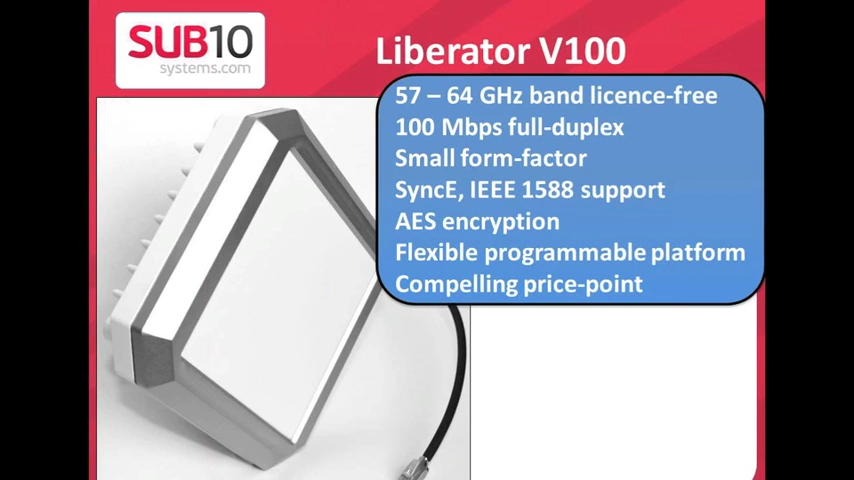 SUB10
systems.com
Liberator V100
57 – 64 GHz band licence-free
100 Mbps full-duplex
Small form-factor
SyncE, IEEE 1588 support
AES encryption
Flexible programmable platform
Compelling price-point